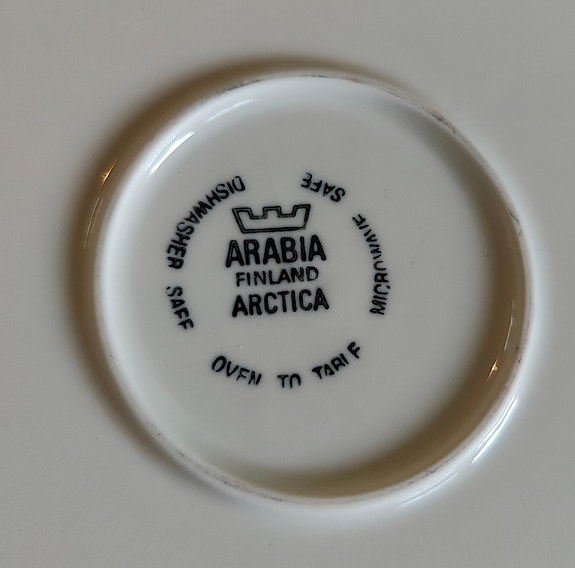 ARABIA
FINLAND
ARCTICA
DISHWASHER SAFE
OVEN TO TABLE
MICROWAVE SAFE